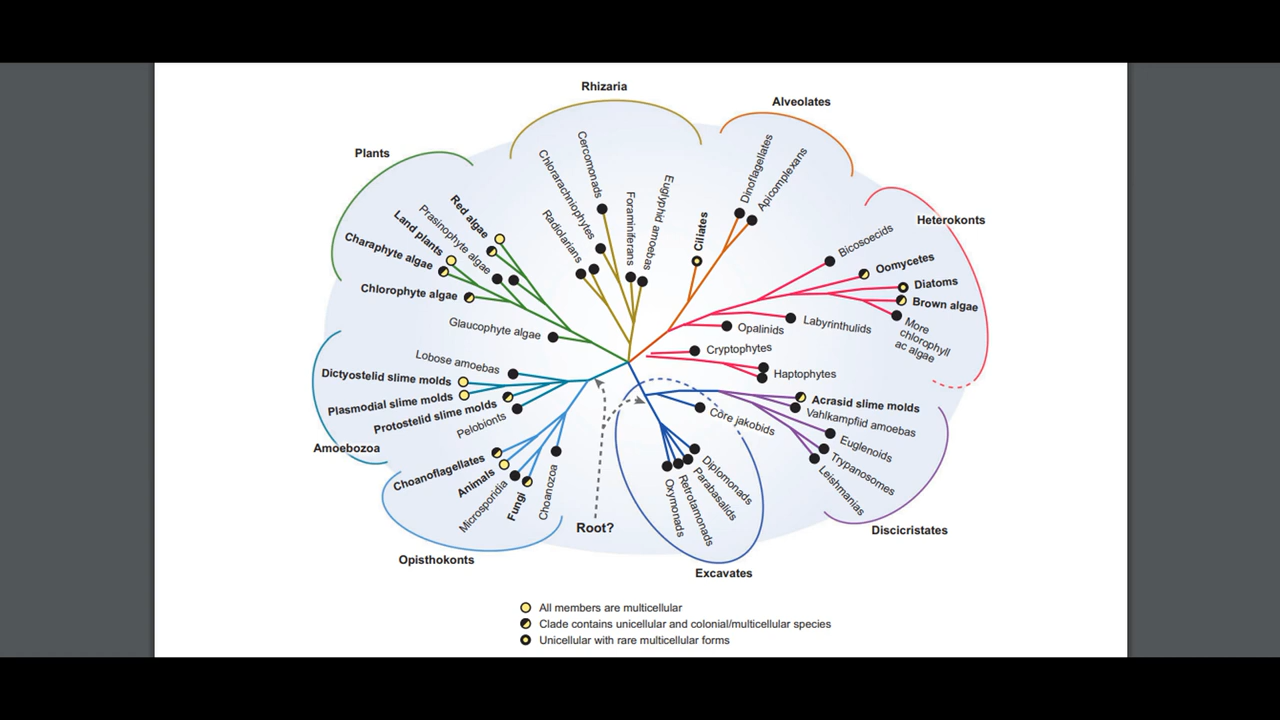 Rhizaria
Alveolates
Plants
Heterokonts
Cercomonads
Chlorarachniophytes
Radiolarians
Foraminiferans
Euglyphid amoebas
Ciliates
Dinoflagellates
Apicomplexans
Red algae
Prasinophyte algae
Land plants
Charaphyte algae
Chlorophyte algae
Glaucophyte algae
Bicosoecids
Oomycetes
Diatoms
Brown algae
More
chlorophyll
ac algae
Labyrinthulids
Opalinids
Cryptophytes
Haptophytes
Lobose amoebas
Dictyostelid slime molds
Plasmodial slime molds
Protostelid slime molds
Pelobionts
Amoebozoa
Acrasid slime molds
Vahlkampfiid amoebas
Euglenoids
Trypanosomes
Leishmanias
Discicristates
Core jakobids
Diplomonads
Parabasalids
Retrotamonads
Oxymonads
Excavates
Choanoflagellates
Animals
Microsporidia
Fungi
Choanozoa
Opisthokonts
Root?
All members are multicellular
Clade contains unicellular and colonial/multicellular species
Unicellular with rare multicellular forms